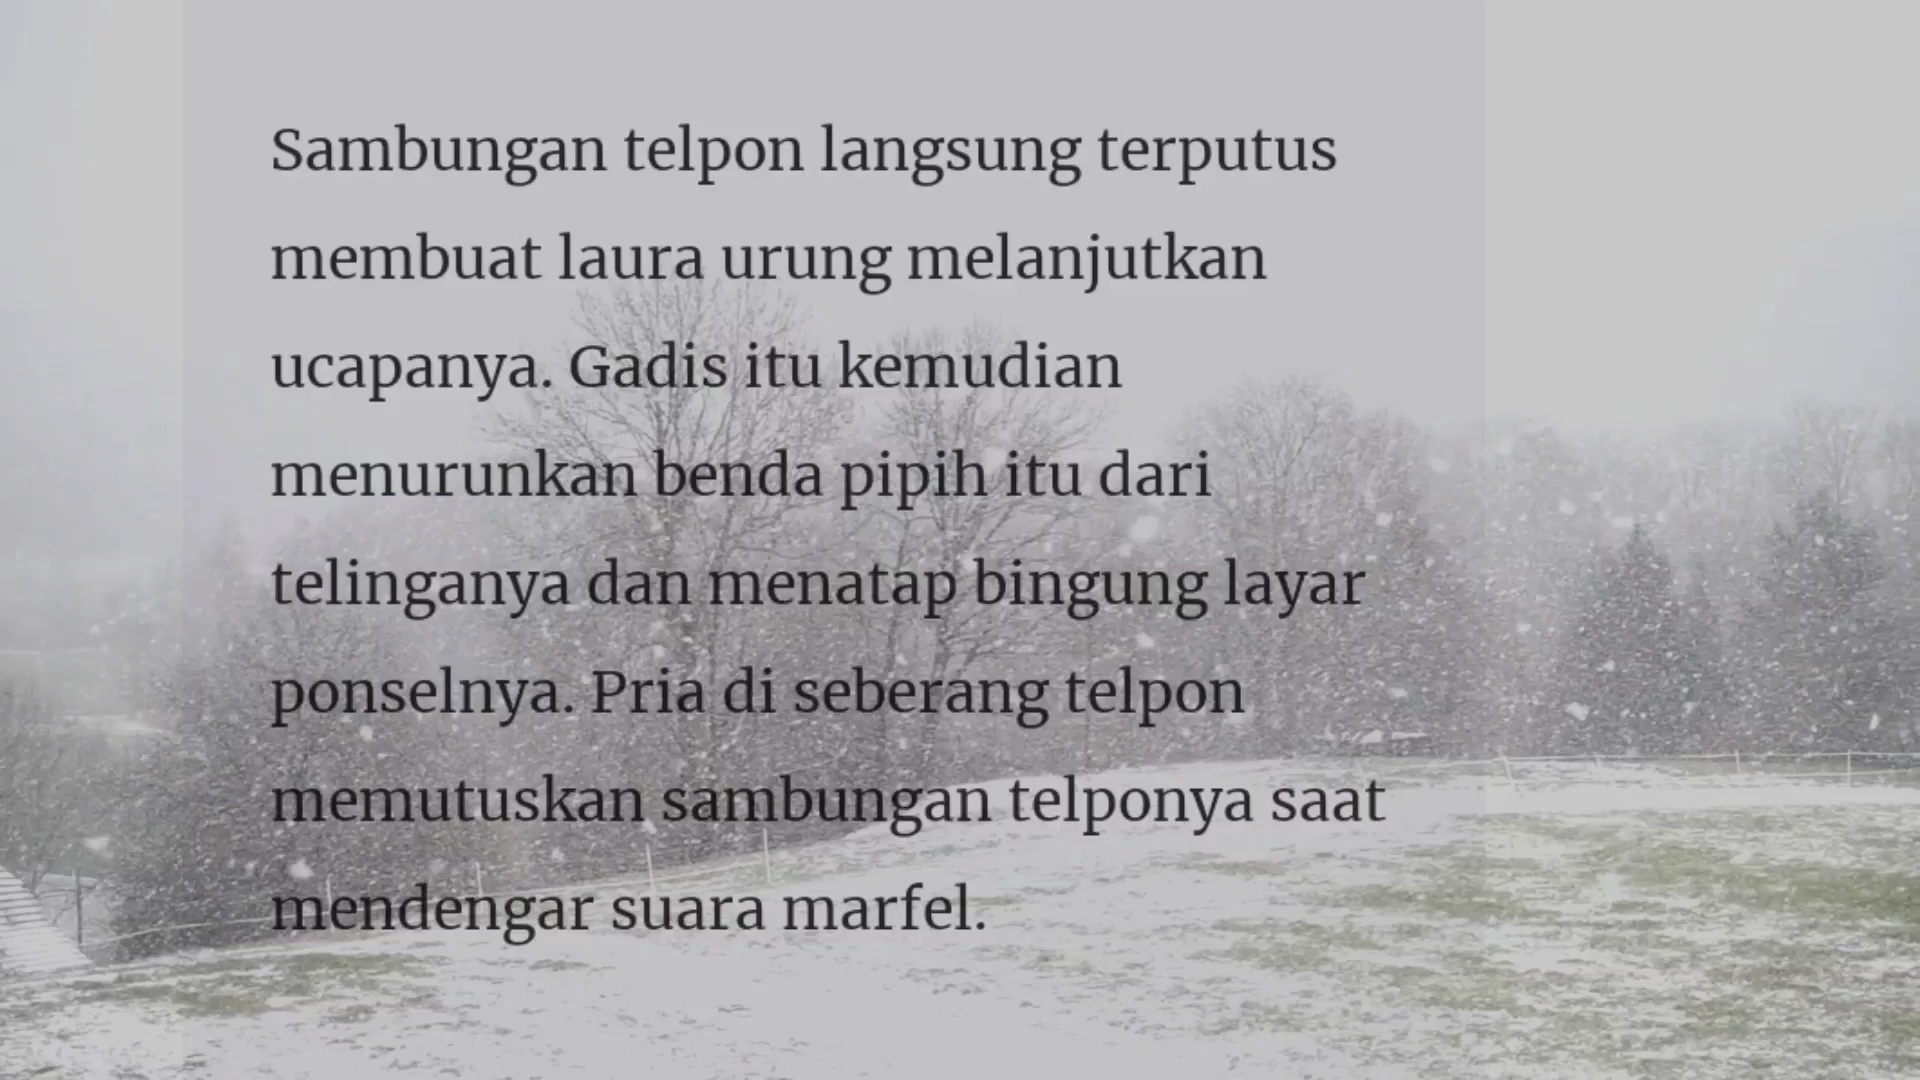 Sambungan telpon langsung terputus
membuat laura urung melanjutkan
ucapanya. Gadis itu kemudian
menurunkan benda pipih itu dari
telinganya dan menatap bingung layar
ponselnya. Pria di seberang telpon
memutuskan sambungan telponya saat
mendengar suara marfel.